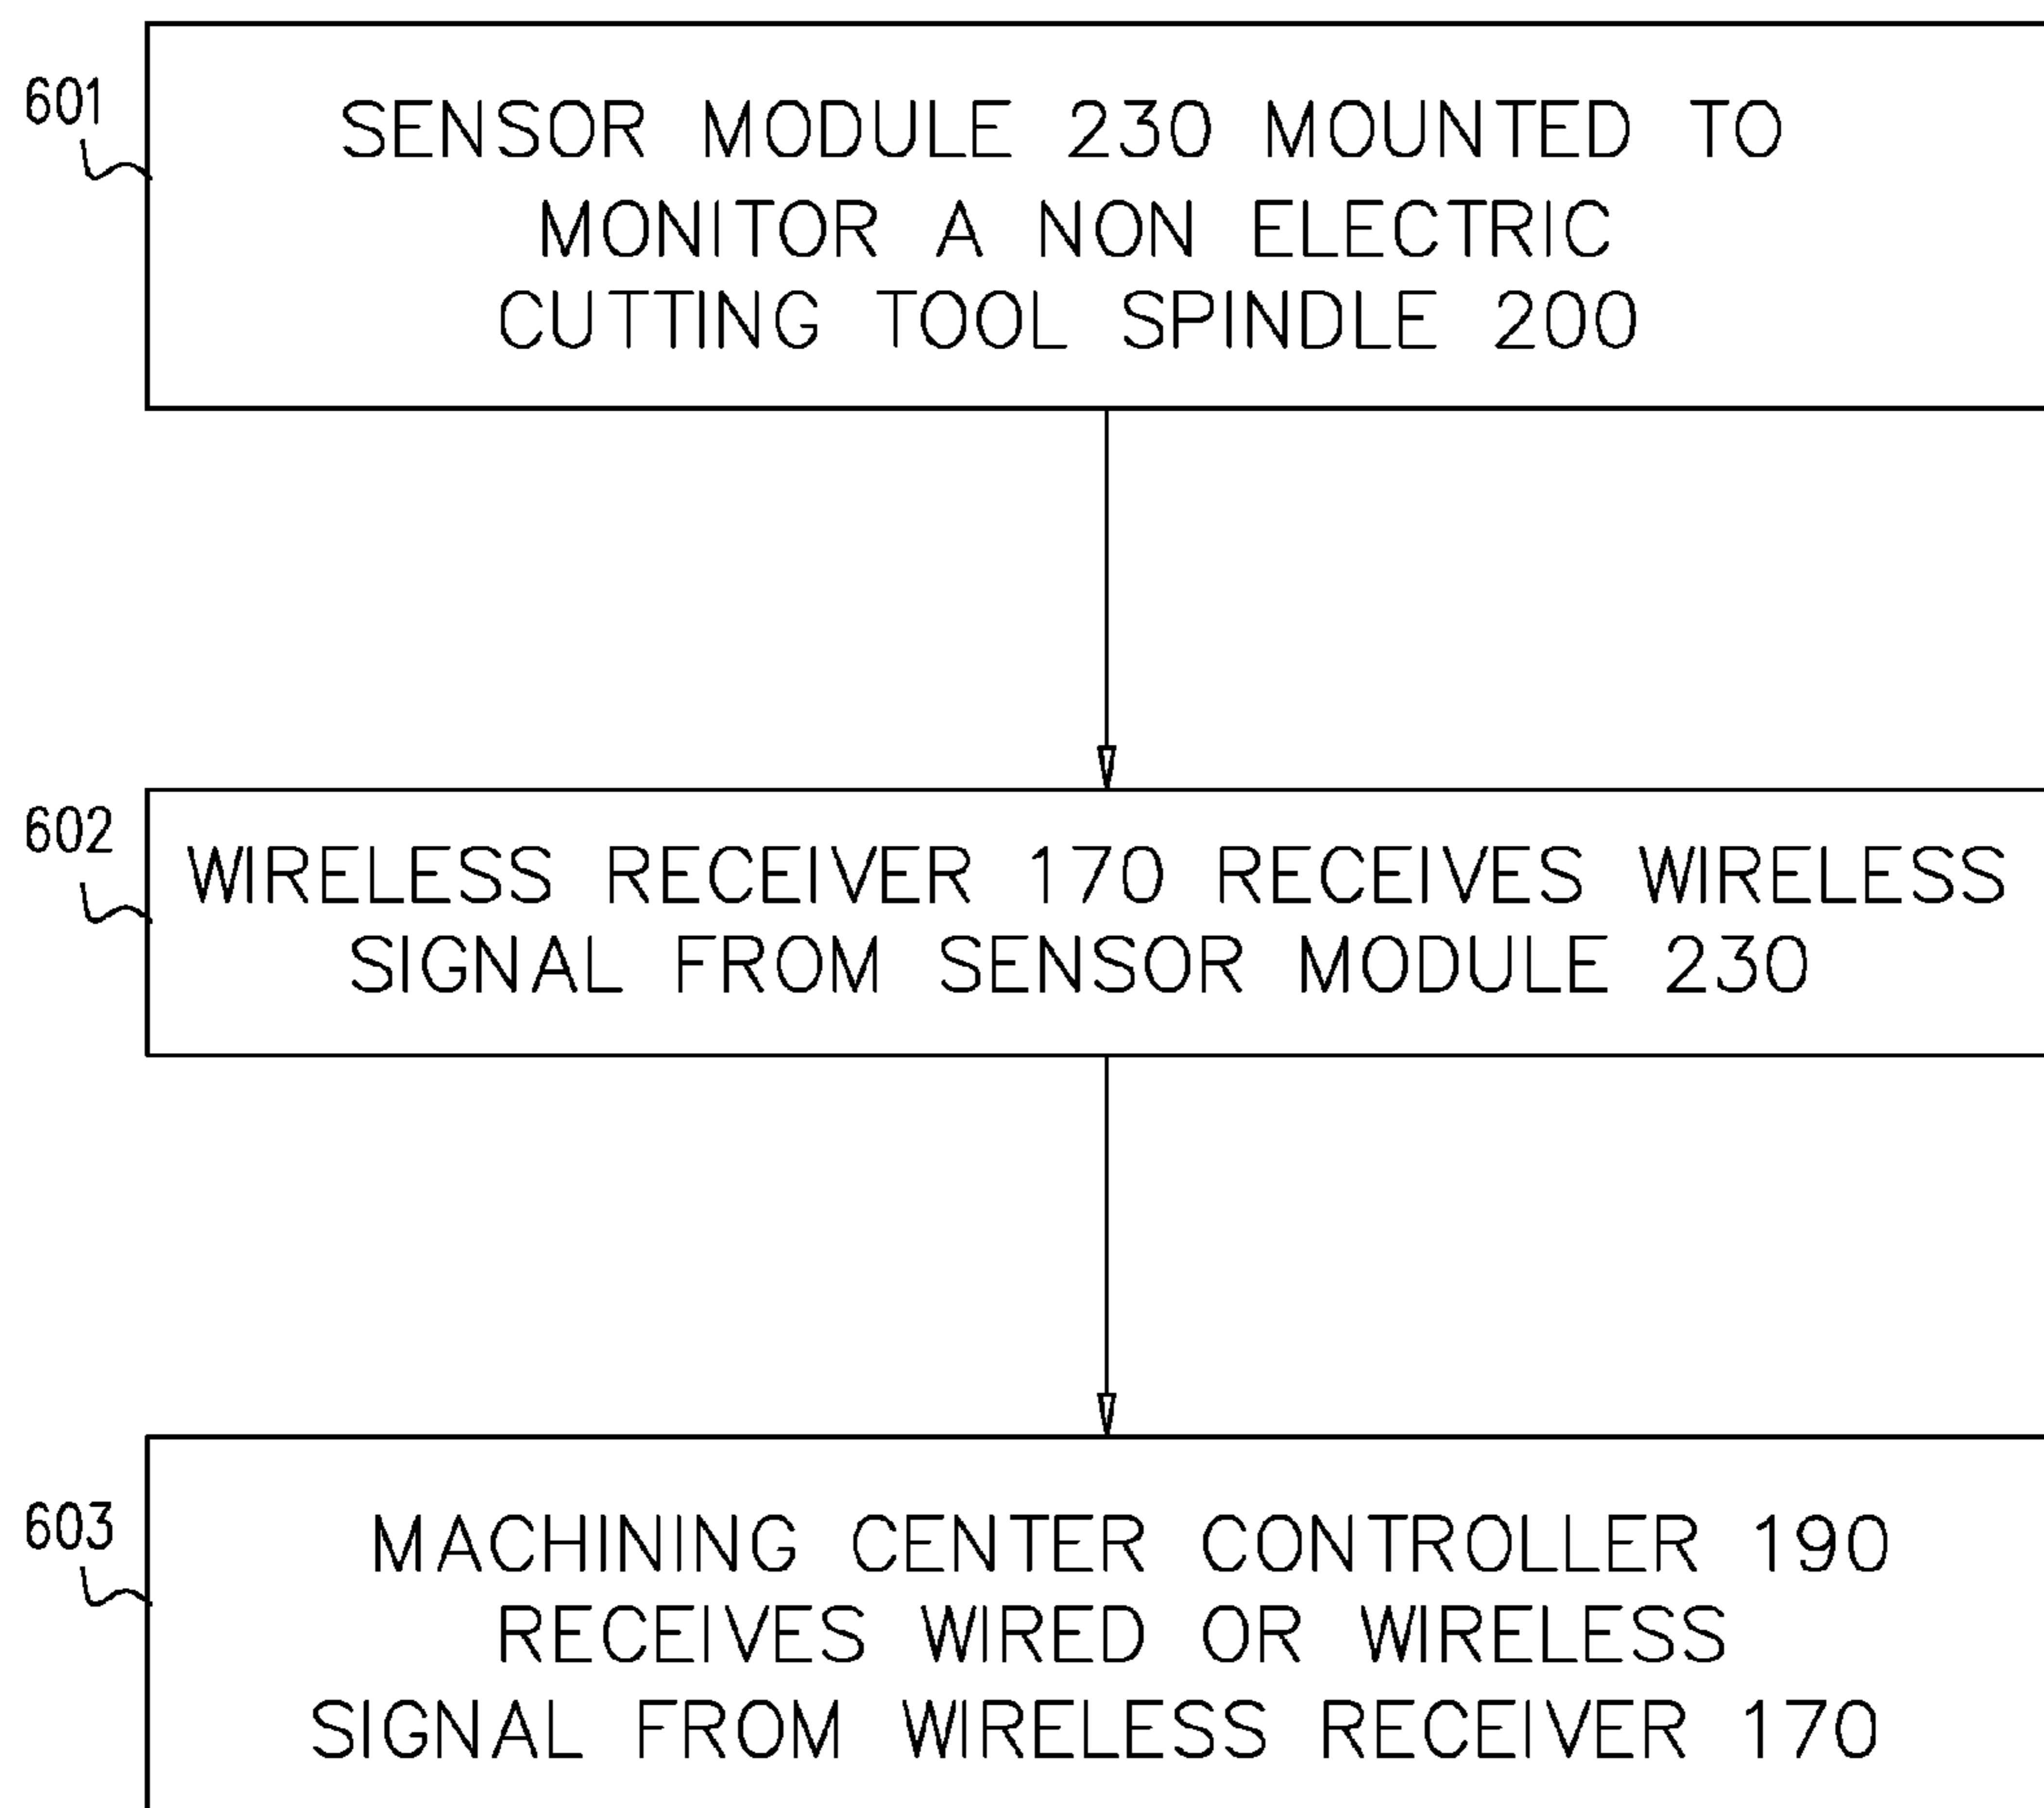 601
SENSOR MODULE 230 MOUNTED TO
MONITOR A NON ELECTRIC
CUTTING TOOL SPINDLE 200
602
WIRELESS RECEIVER 170 RECEIVES WIRELESS
SIGNAL FROM SENSOR MODULE 230
603
MACHINING CENTER CONTROLLER 190
RECEIVES WIRED OR WIRELESS
SIGNAL FROM WIRELESS RECEIVER 170